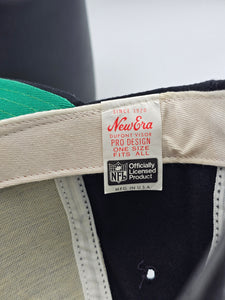 SINCE 1920
NewEra
DUPONT VISOR
PRO DESIGN
ONE SIZE
FITS ALL
NFL
Officially
Licensed
Product
MFG. IN U.S.A.